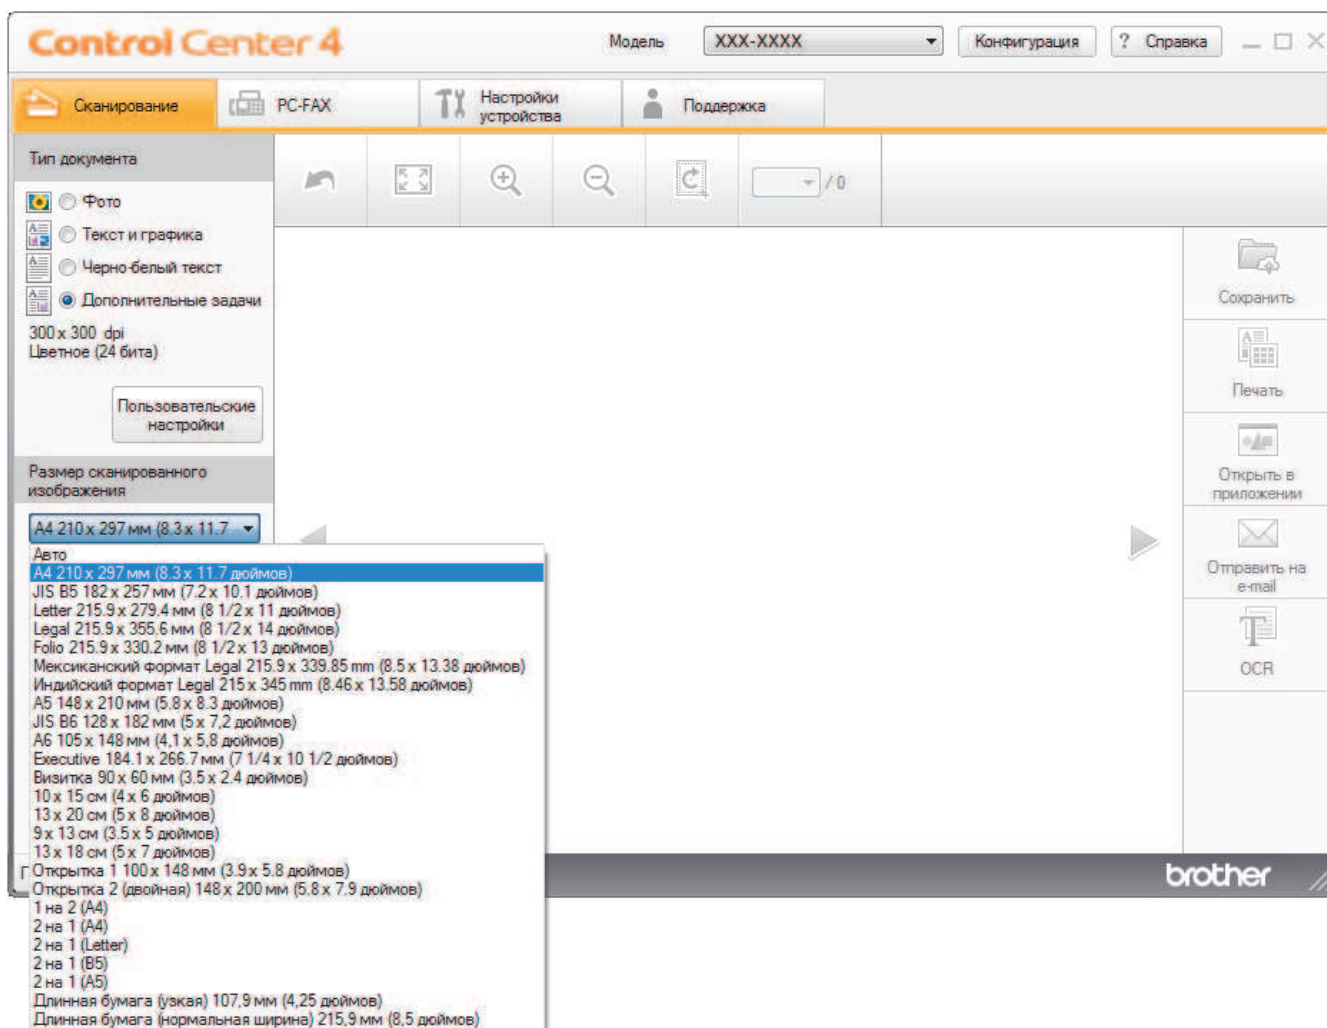 Control Center 4
Модель
XXX-XXXX
Конфигурация
? Справка
Сканирование
PC-FAX
Настройки
устройства
Поддержка
Тип документа
/ 0
Фото
Текст и графика
Черно-белый текст
Дополнительные задачи
300 x 300 dpi
Цветное (24 бита)
Пользовательские
настройки
Размер сканированного
изображения
A4 210 x 297 мм (8.3 x 11.7
Авто
A4 210 x 297 мм (8.3 x 11.7 дюймов)
JIS B5 182 x 257 мм (7.2 x 10.1 дюймов)
Letter 215.9 x 279.4 мм (8 1/2 x 11 дюймов)
Legal 215.9 x 355.6 мм (8 1/2 x 14 дюймов)
Folio 215.9 x 330.2 мм (8 1/2 x 13 дюймов)
Мексиканский формат Legal 215.9 x 339.85 mm (8.5 x 13.38 дюймов)
Индийский формат Legal 215 x 345 mm (8.46 x 13.58 дюймов)
A5 148 x 210 мм (5.8 x 8.3 дюймов)
JIS B6 128 x 182 мм (5 x 7,2 дюймов)
A6 105 x 148 мм (4,1 x 5,8 дюймов)
Executive 184.1 x 266.7 мм (7 1/4 x 10 1/2 дюймов)
Визитка 90 x 60 мм (3.5 x 2.4 дюймов)
10 x 15 см (4 x 6 дюймов)
13 x 20 см (5 x 8 дюймов)
9 x 13 см (3.5 x 5 дюймов)
13 x 18 см (5 x 7 дюймов)
Открытка 1 100 x 148 мм (3.9 x 5.8 дюймов)
Открытка 2 (двойная) 148 x 200 мм (5.8 x 7.9 дюймов)
1 на 2 (A4)
2 на 1 (A4)
2 на 1 (Letter)
2 на 1 (B5)
2 на 1 (A5)
Длинная бумага (узкая) 107,9 мм (4,25 дюймов)
Длинная бумага (нормальная ширина) 215,9 мм (8,5 дюймов)
Сохранить
Печать
Открыть в
приложении
Отправить на
e-mail
OCR
brother